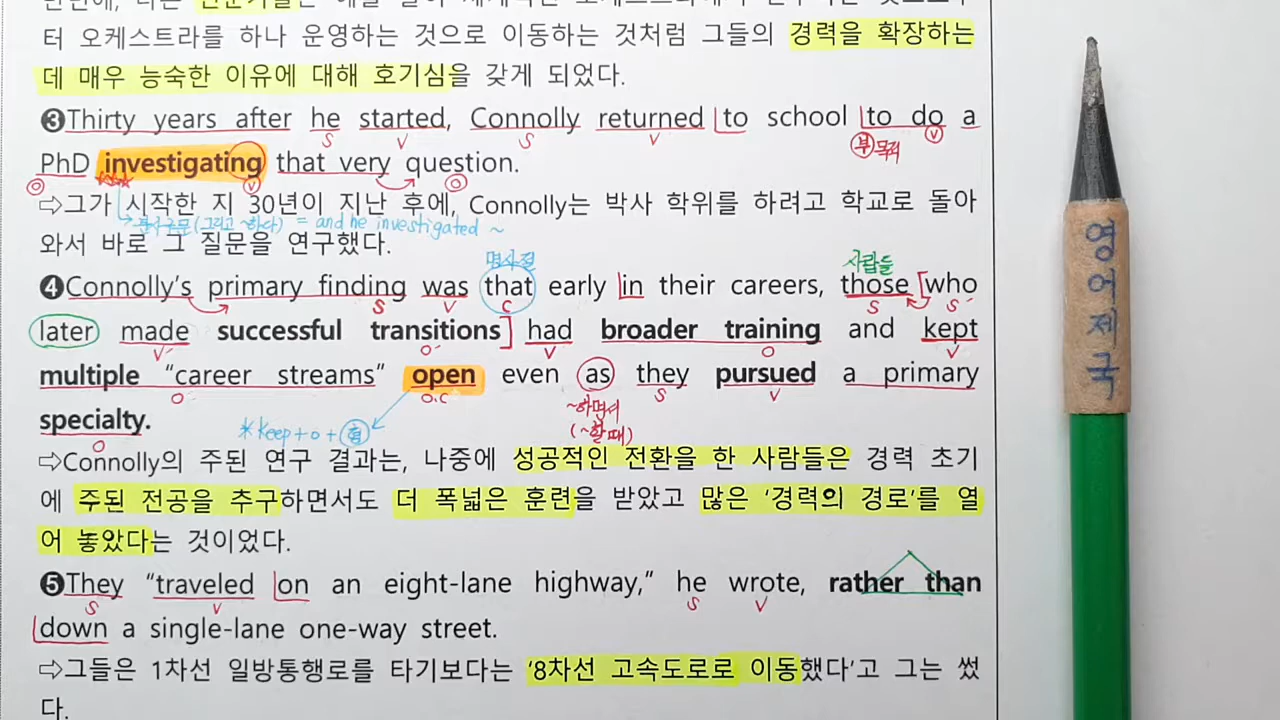 터 오케스트라를 하나 운영하는 것으로 이동하는 것처럼 그들의 경력을 확장하는
데 매우 능숙한 이유에 대해 호기심을 갖게 되었다.
❸Thirty years after he started, Connolly returned to school to do a
S V S V 부 목적 V
PhD investigating that very question.
O V O
⇨그가 시작한 지 30년이 지난 후에, Connolly는 박사 학위를 하려고 학교로 돌아
분사구문(그리고 ~하다) = and he investigated ~
와서 바로 그 질문을 연구했다.
명사절 사람들
❹Connolly's primary finding was that early in their careers, those who
S V C S S'
later made successful transitions had broader training and kept
V' O' V O V
multiple “career streams” open even as they pursued a primary
O O.C ~하면서 (~할 때) S V
specialty.
O *keep+o+형
⇨Connolly의 주된 연구 결과는, 나중에 성공적인 전환을 한 사람들은 경력 초기
에 주된 전공을 추구하면서도 더 폭넓은 훈련을 받았고 많은 ‘경력의 경로’를 열
어 놓았다는 것이었다.
❺They “traveled on an eight-lane highway,” he wrote, rather than
S V S V
down a single-lane one-way street.
⇨그들은 1차선 일방통행로를 타기보다는 ‘8차선 고속도로로 이동했다’고 그는 썼
다.
영어제국